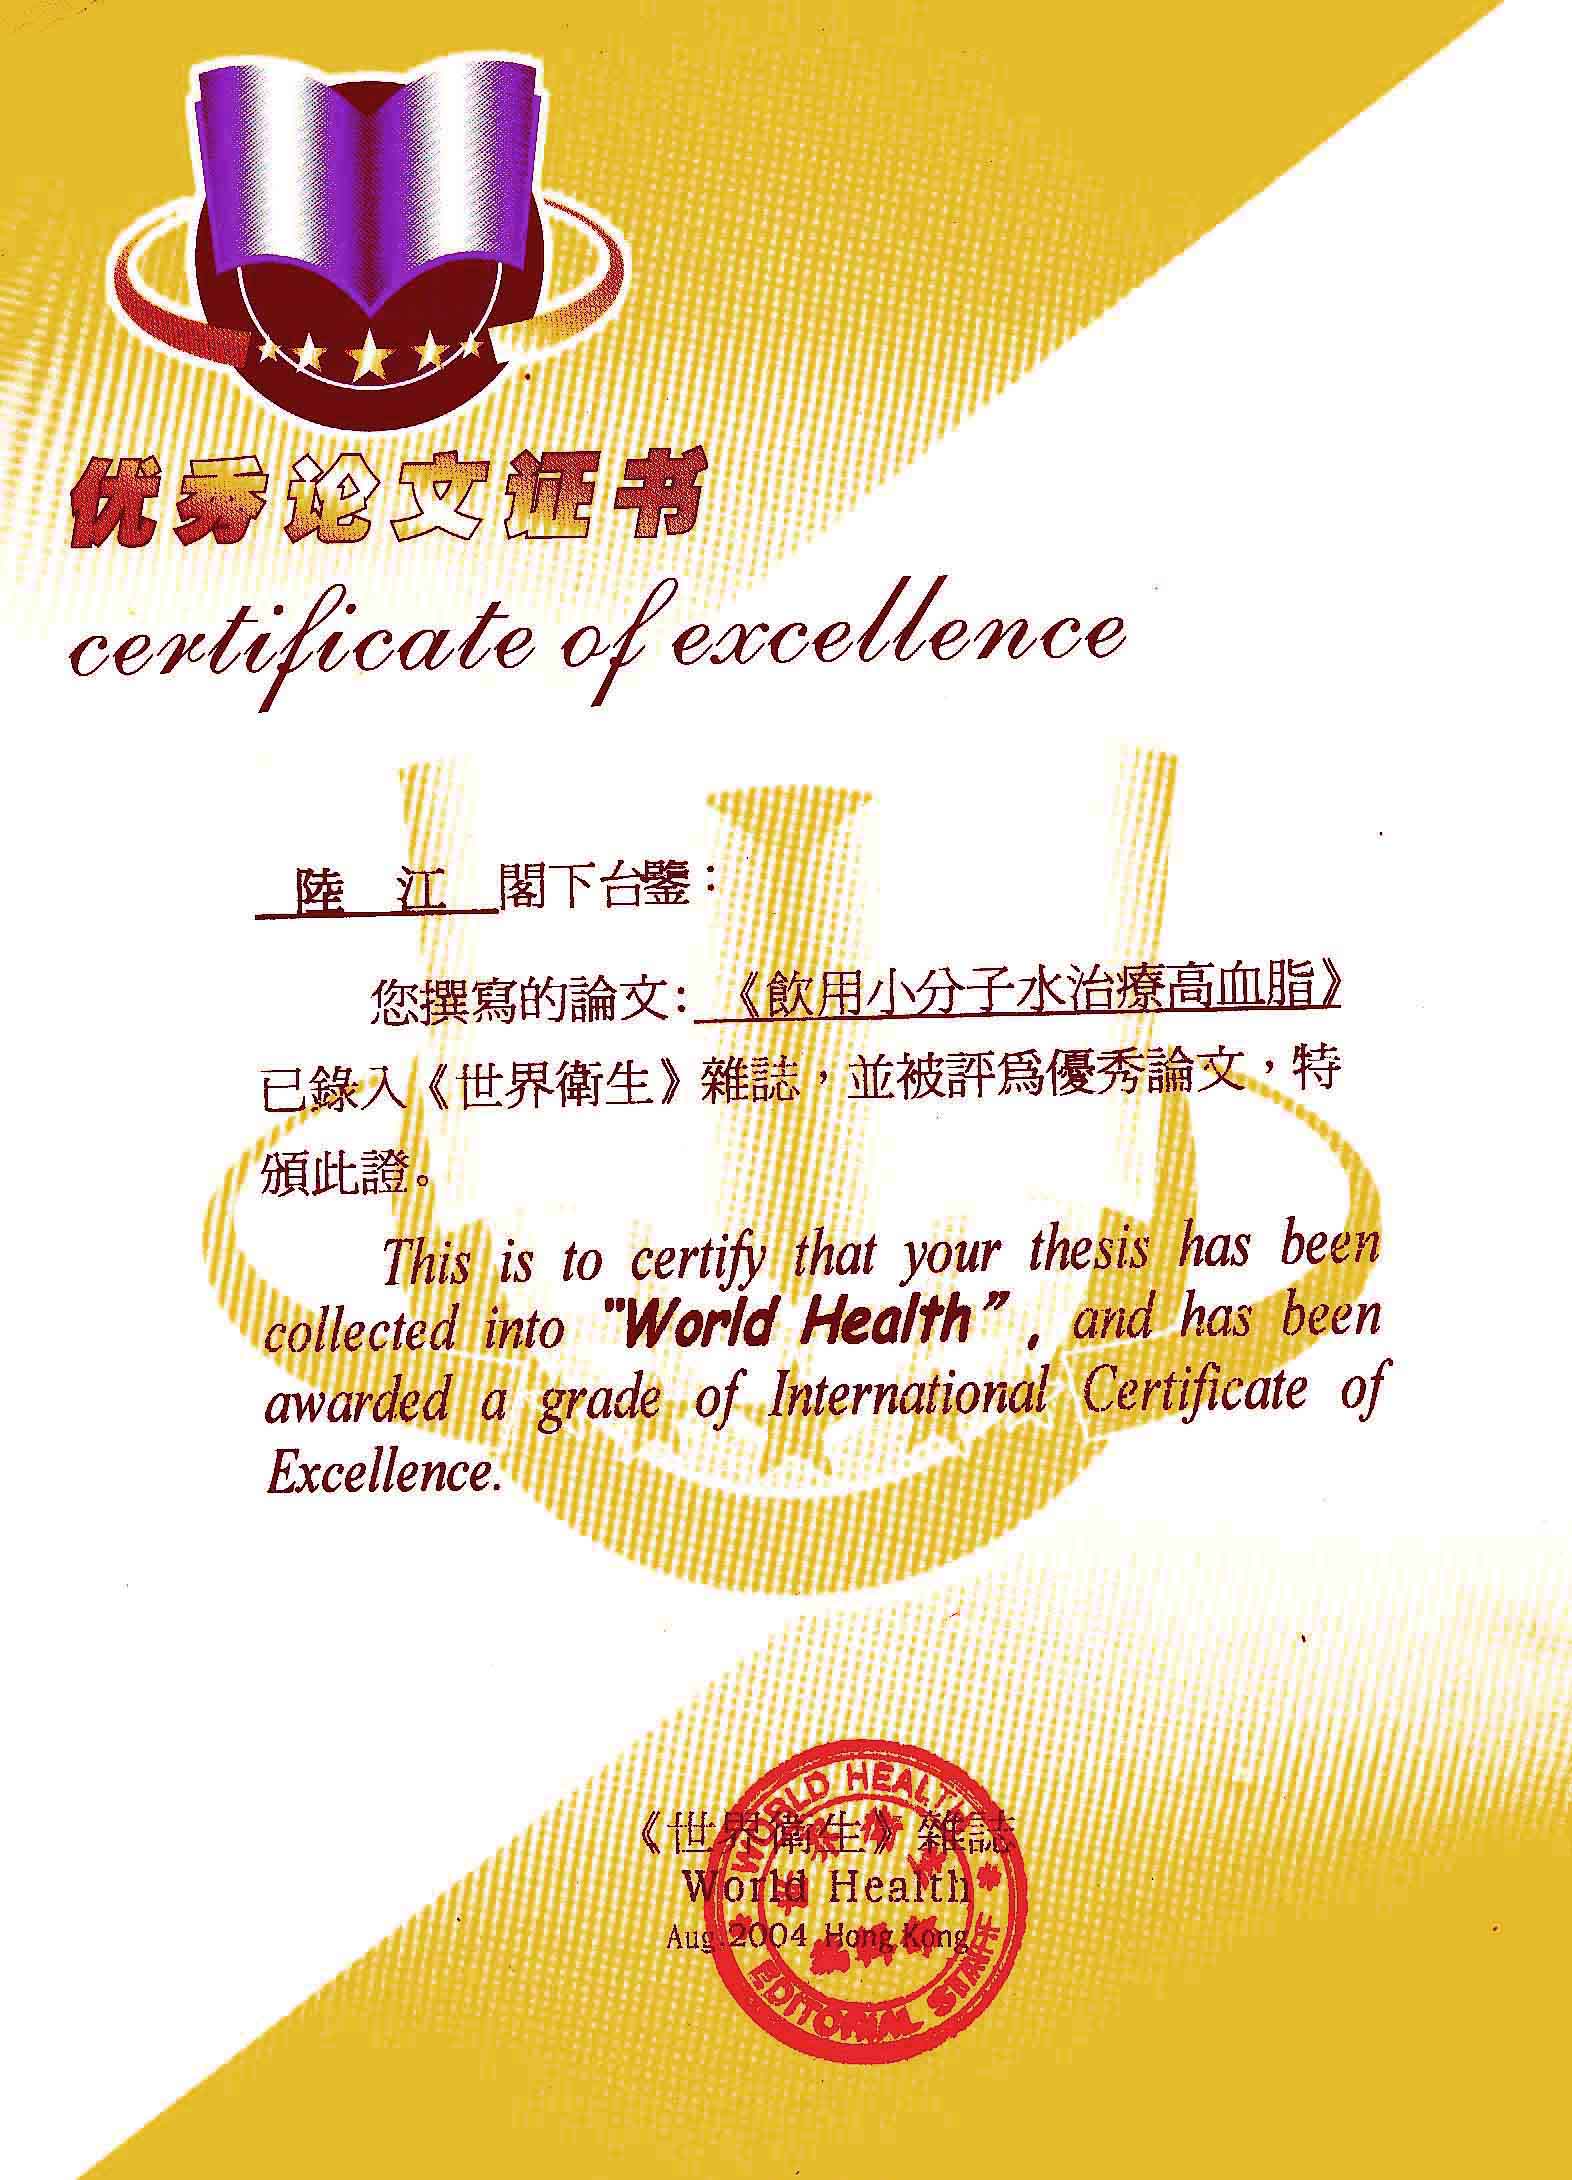 优秀论文证书
certificate of excellence
陸 江 閣下台鑒：
您撰寫的論文：《飲用小分子水治療高血脂》
已錄入《世界衛生》雜誌，並被評爲優秀論文，特
頒此證。
This is to certify that your thesis has been
collected into "World Health", and has been
awarded a grade of International Certificate of
Excellence.
《世界衛生》雜誌
World Health
Aug.2004 Hong Kong
WORLD HEALTH
EDITORIAL STAFF